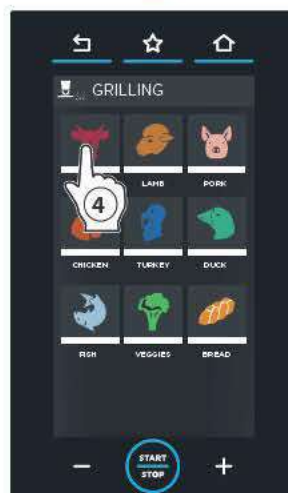 GRILLING
LAMB PORK
4
CHICKEN TURKEY DUCK
FISH VEGGIES BREAD
START
STOP